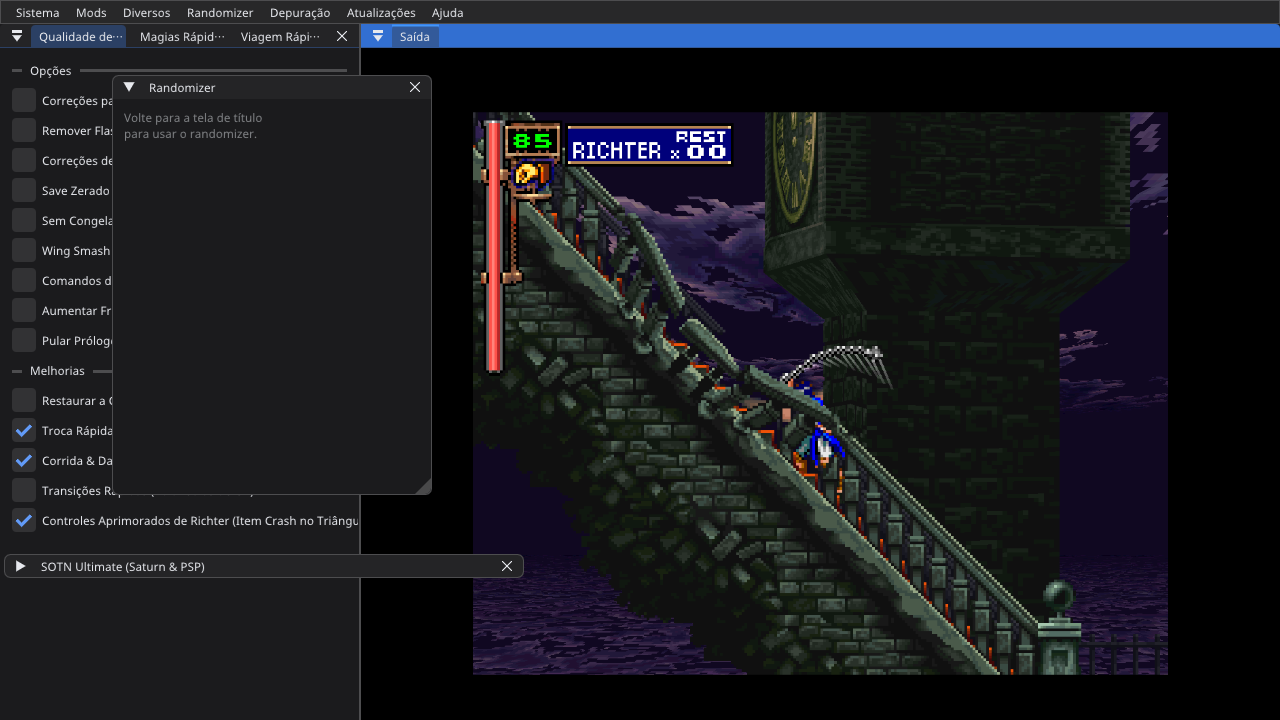 Sistema Mods Diversos Randomizer Depuração Atualizações Ajuda
Qualidade de··· Magias Rápid··· Viagem Rápi···
Saída
Opções
Randomizer
Volte para a tela de título
para usar o randomizer.
Correções pa
Remover Flas
Correções de
Save Zerado
Sem Congela
Wing Smash
Comandos d
Aumentar Fr
Pular Prólog
Melhorias
Restaurar a
Troca Rápida
Corrida & Da
Transições
Controles Aprimorados de Richter (Item Crash no Triângu
SOTN Ultimate (Saturn & PSP)
85
REST
RICHTER x 00